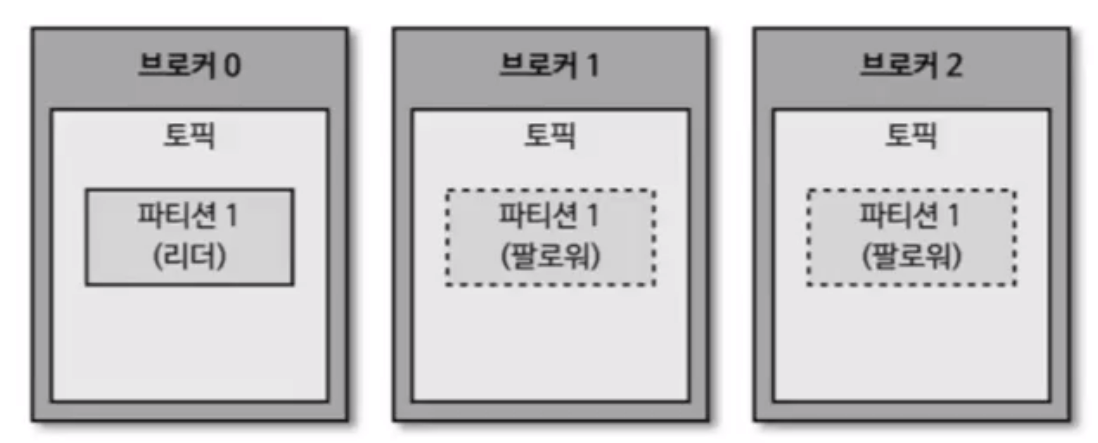 브로커 0
토픽
파티션 1
(리더)
브로커 1
토픽
파티션 1
(팔로워)
브로커 2
토픽
파티션 1
(팔로워)